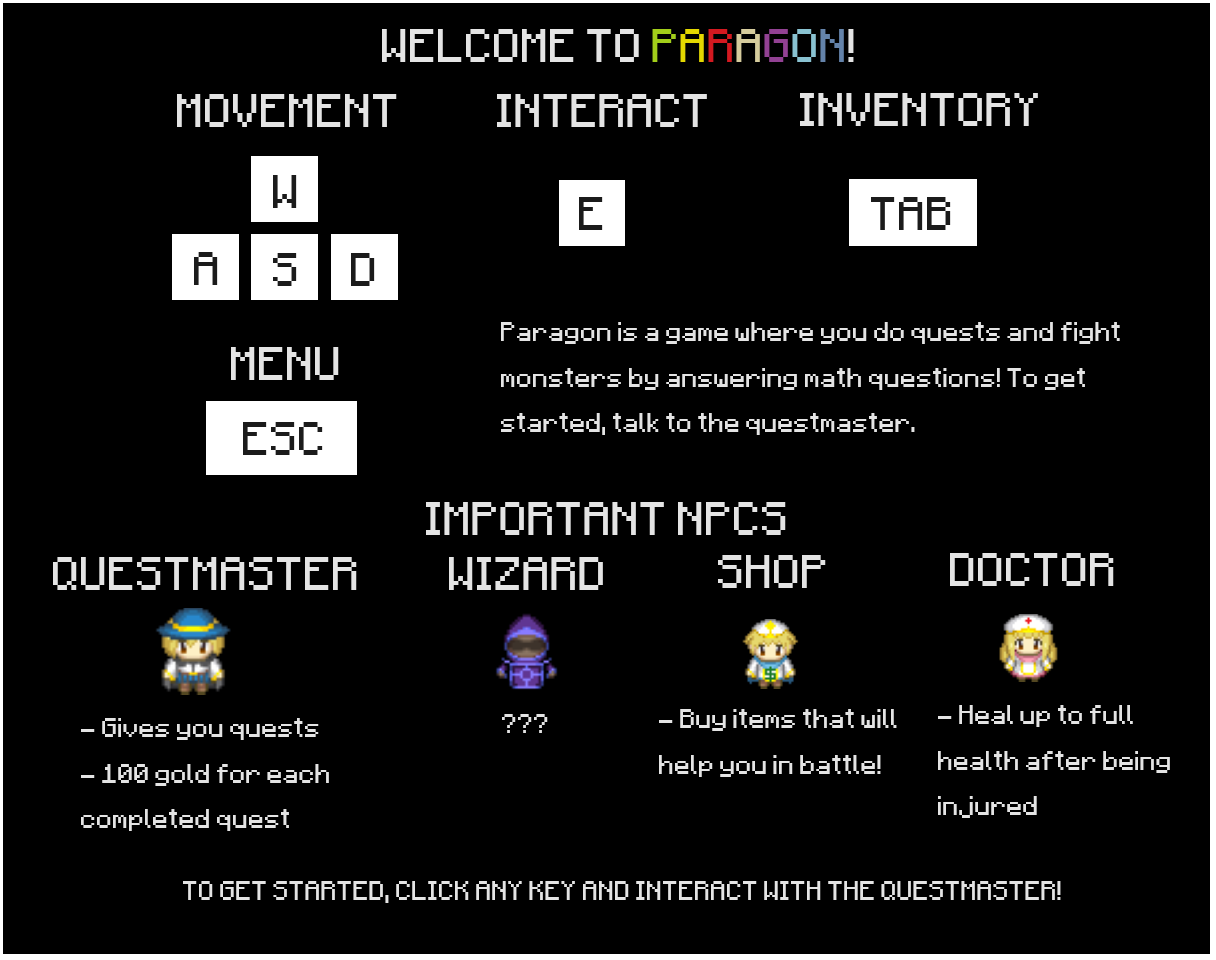 WELCOME TO PARAGON!
MOVEMENT
INTERACT
INVENTORY
W
A S D
E
TAB
MENU
ESC
Paragon is a game where you do quests and fight
monsters by answering math questions! To get
started, talk to the questmaster.
IMPORTANT NPCS
QUESTMASTER
– Gives you quests
– 100 gold for each
completed quest
WIZARD
???
SHOP
$
– Buy items that will
help you in battle!
DOCTOR
– Heal up to full
health after being
injured
TO GET STARTED, CLICK ANY KEY AND INTERACT WITH THE QUESTMASTER!